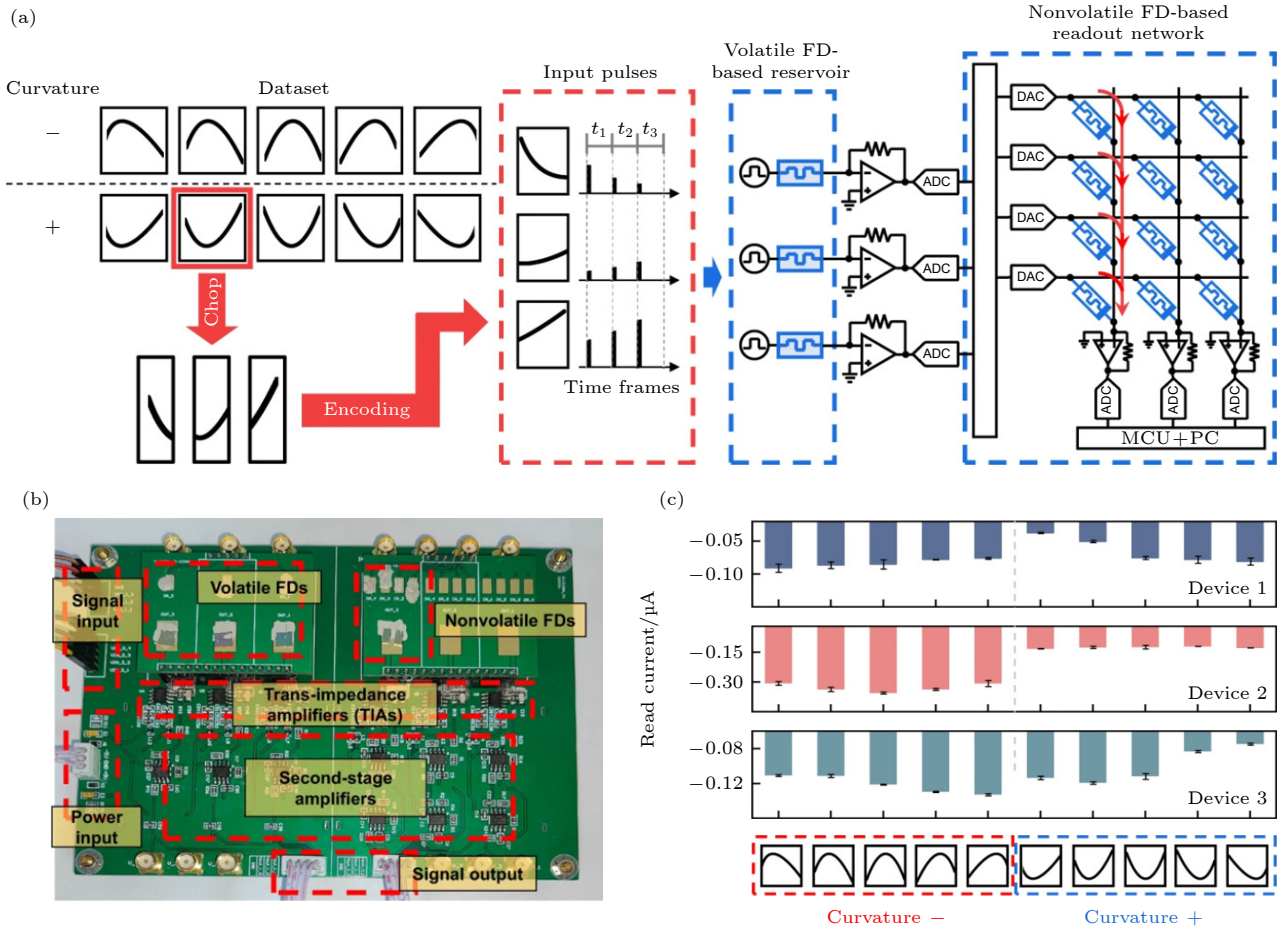 (a)
Nonvolatile FD-based
readout network
Volatile FD-
based reservoir
Input pulses
Curvature
Dataset
−
+
t1 t2 t3
Chop
Encoding
Time frames
ADC
ADC
ADC
DAC
DAC
DAC
DAC
ADC
ADC
ADC
MCU+PC
(b)
Signal
input
Volatile FDs
Nonvolatile FDs
Trans-impedance
amplifiers (TIAs)
Second-stage
amplifiers
Power
input
Signal output
(c)
Read current/μA
−0.05
−0.10
Device 1
−0.15
−0.30
Device 2
−0.08
−0.12
Device 3
Curvature −
Curvature +